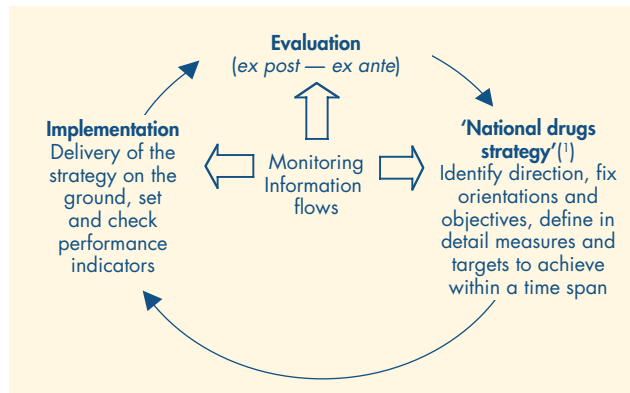 Evaluation
(ex post — ex ante)
Implementation
Delivery of the
strategy on the
ground, set
and check
performance
indicators
Monitoring
Information
flows
'National drugs
strategy'(¹)
Identify direction, fix
orientations and
objectives, define in
detail measures and
targets to achieve
within a time span